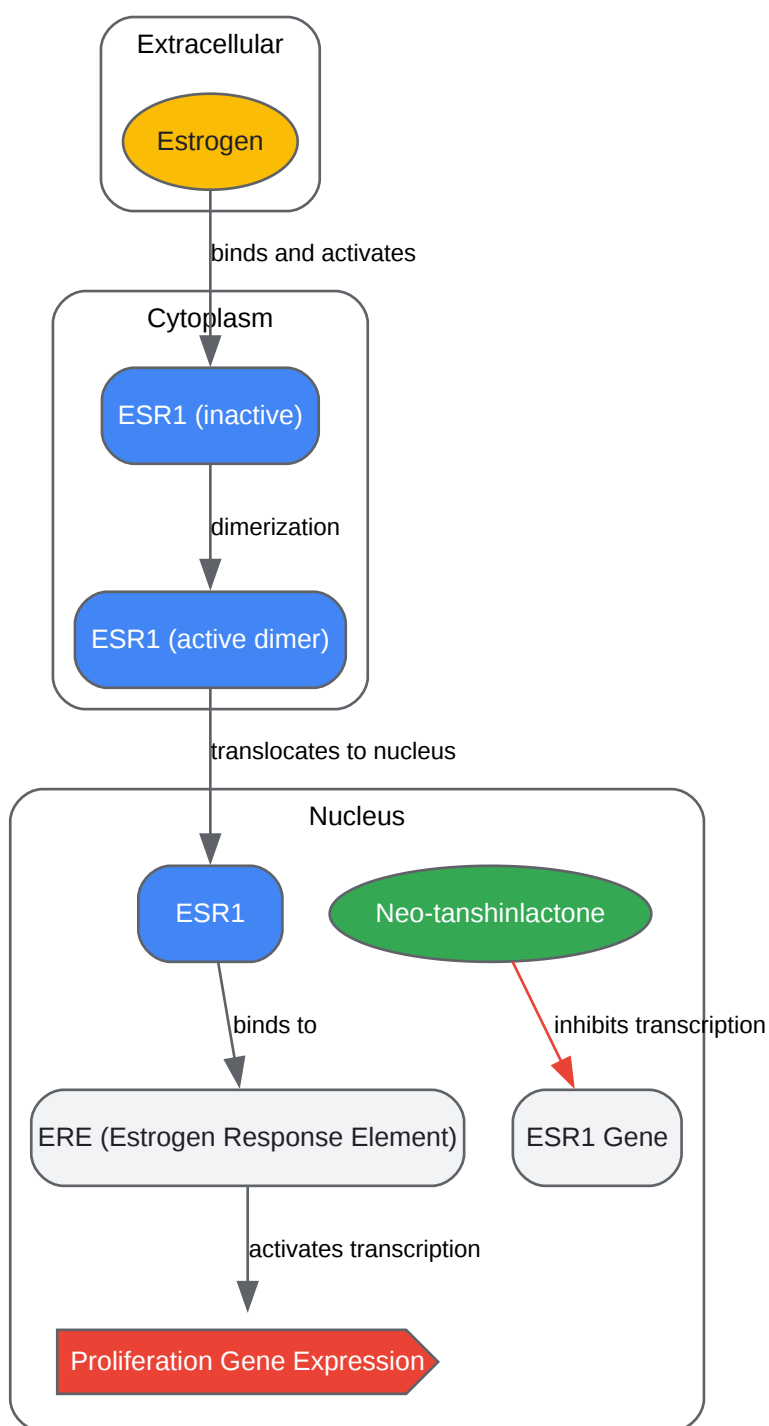 Extracellular
Estrogen
binds and activates
Cytoplasm
ESR1 (inactive)
dimerization
ESR1 (active dimer)
translocates to nucleus
Nucleus
ESR1
Neo-tanshinlactone
binds to
inhibits transcription
ERE (Estrogen Response Element)
ESR1 Gene
activates transcription
Proliferation Gene Expression